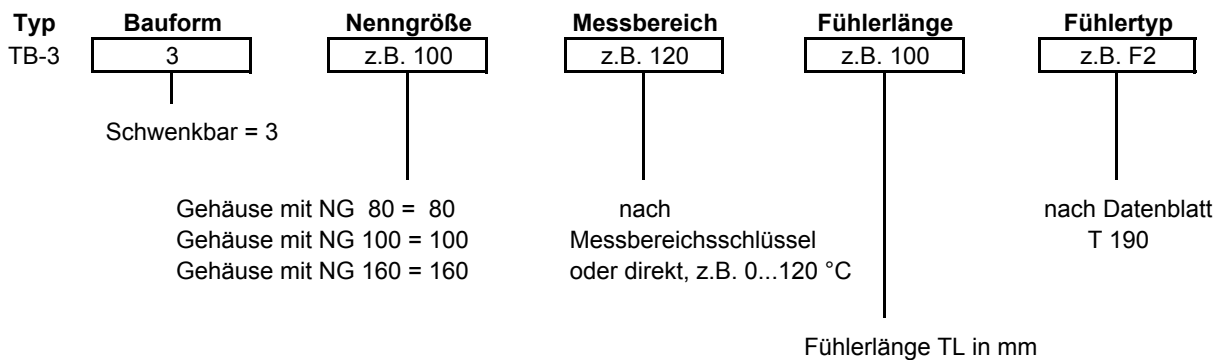 Typ Bauform Nenngröße Messbereich Fühlerlänge Fühlertyp
TB-3 3 z.B. 100 z.B. 120 z.B. 100 z.B. F2
Schwenkbar = 3
Gehäuse mit NG 80 = 80 nach nach Datenblatt
Gehäuse mit NG 100 = 100 Messbereichsschlüssel T 190
Gehäuse mit NG 160 = 160 oder direkt, z.B. 0...120 °C
Fühlerlänge TL in mm